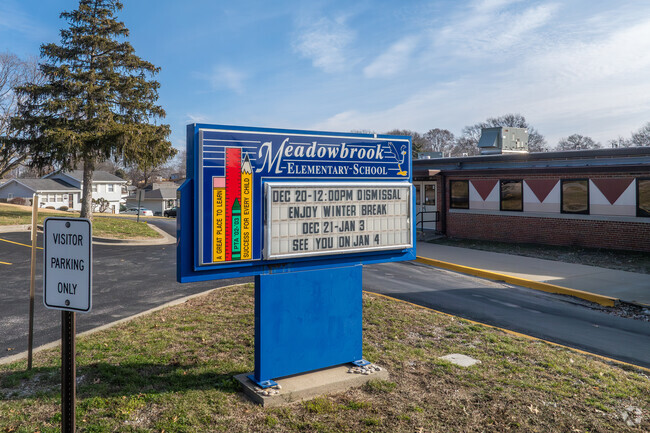 Meadowbrook
-ELEMENTARY-SCHOOL
A GREAT PLACE TO LEARN
PTA
SUCCESS FOR EVERY CHILD
DEC 20-12:00PM DISMISSAL
ENJOY WINTER BREAK
DEC 21-JAN 3
SEE YOU ON JAN 4
VISITOR
PARKING
ONLY